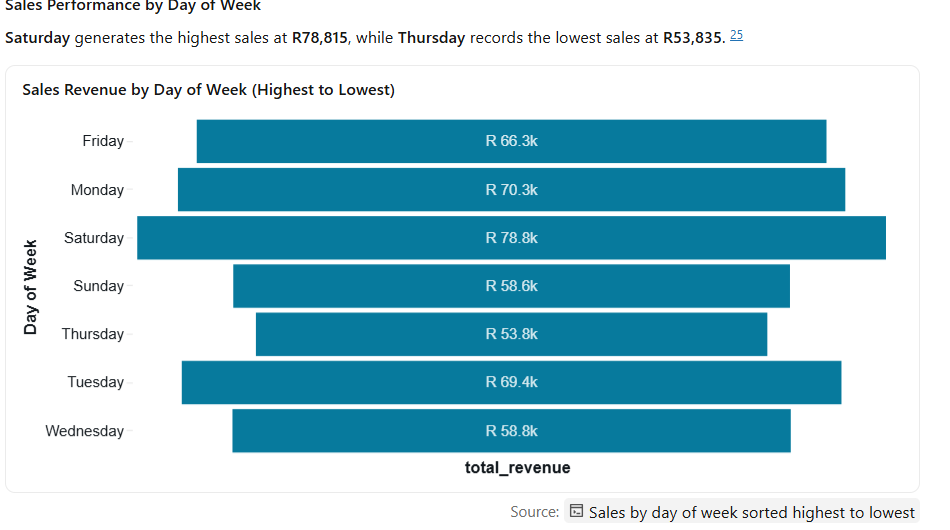 Sales Performance by Day of Week
Saturday generates the highest sales at R78,815, while Thursday records the lowest sales at R53,835. 25
Sales Revenue by Day of Week (Highest to Lowest)
Friday R 66.3k
Monday R 70.3k
Saturday R 78.8k
Sunday R 58.6k
Thursday R 53.8k
Tuesday R 69.4k
Wednesday R 58.8k
Day of Week
total_revenue
Source: Sales by day of week sorted highest to lowest